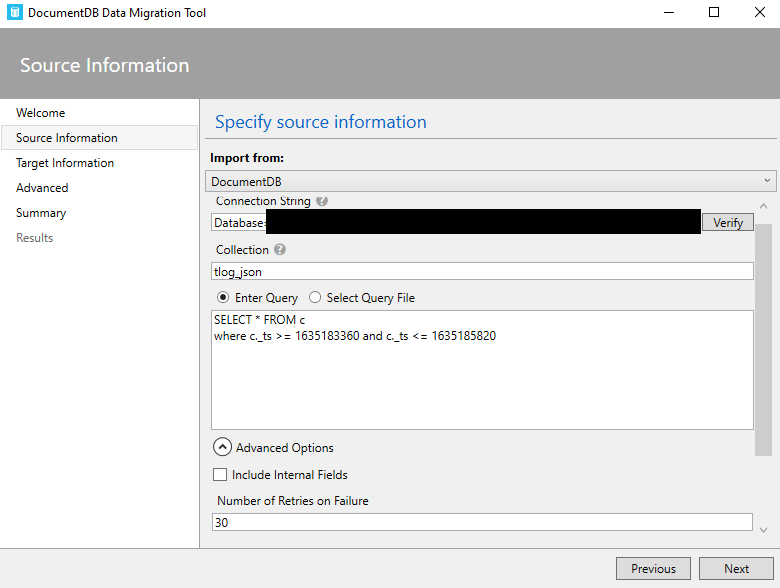 DocumentDB Data Migration Tool
Source Information
Welcome
Source Information
Target Information
Advanced
Summary
Results
Specify source information
Import from:
DocumentDB
Connection String ?
Database= Verify
Collection ?
tlog_json
Enter Query Select Query File
SELECT * FROM c
where c._ts >= 1635183360 and c._ts <= 1635185820
Advanced Options
Include Internal Fields
Number of Retries on Failure
30
Previous Next